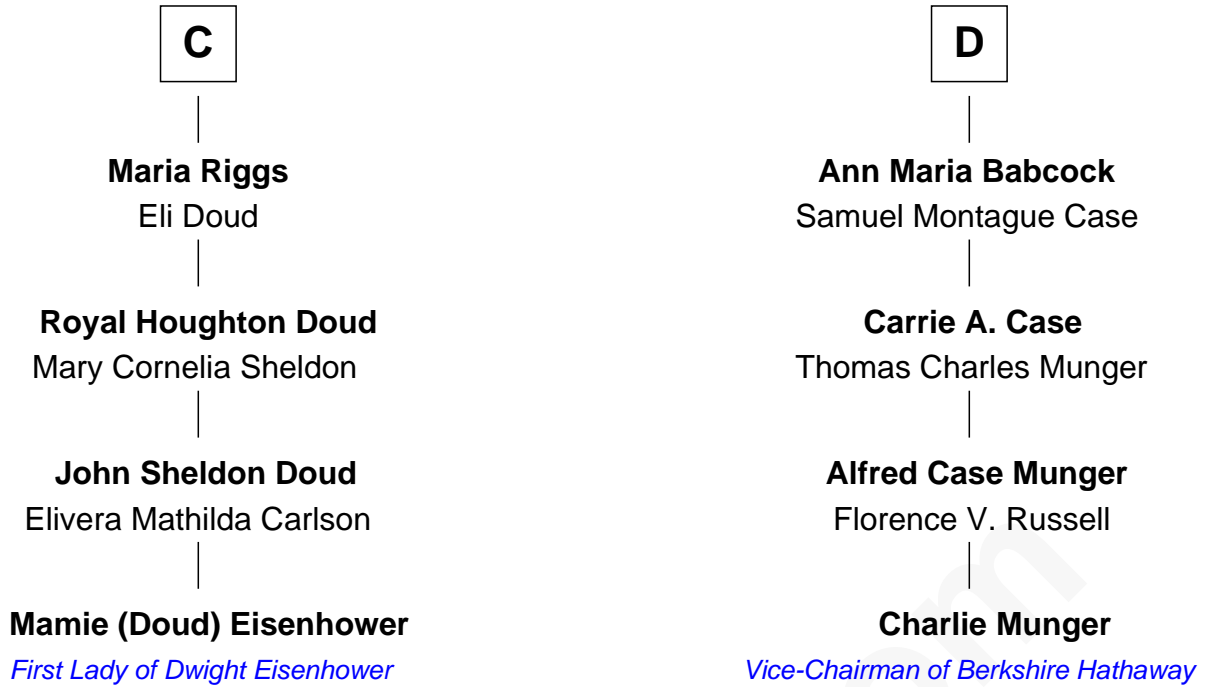 C
Maria Riggs
Eli Doud
Royal Houghton Doud
Mary Cornelia Sheldon
John Sheldon Doud
Elivera Mathilda Carlson
Mamie (Doud) Eisenhower
First Lady of Dwight Eisenhower
D
Ann Maria Babcock
Samuel Montague Case
Carrie A. Case
Thomas Charles Munger
Alfred Case Munger
Florence V. Russell
Charlie Munger
Vice-Chairman of Berkshire Hathaway